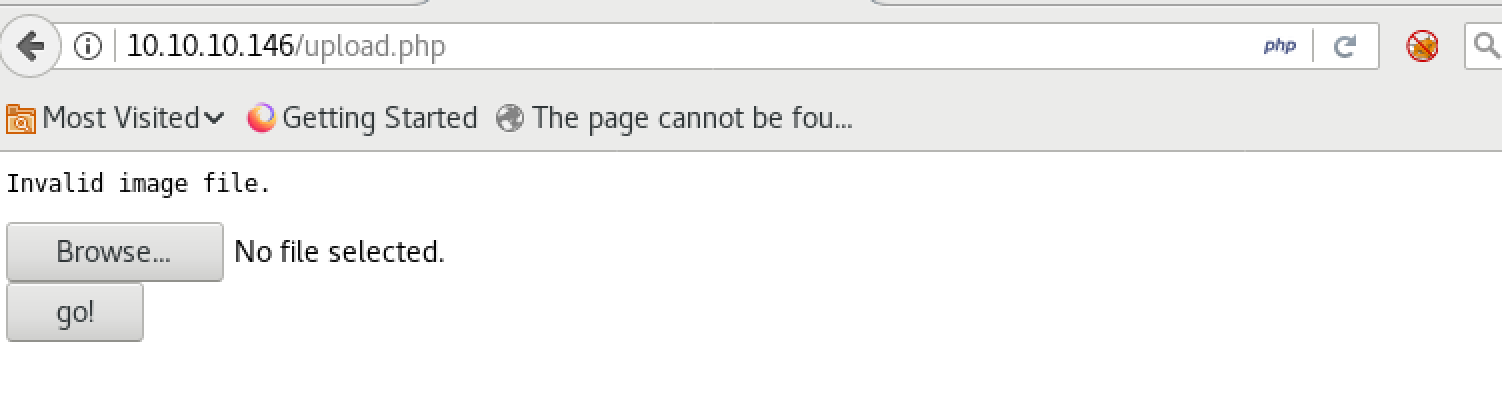 10.10.10.146/upload.php php
Most Visited Getting Started The page cannot be fou...
Invalid image file.
Browse... No file selected.
go!